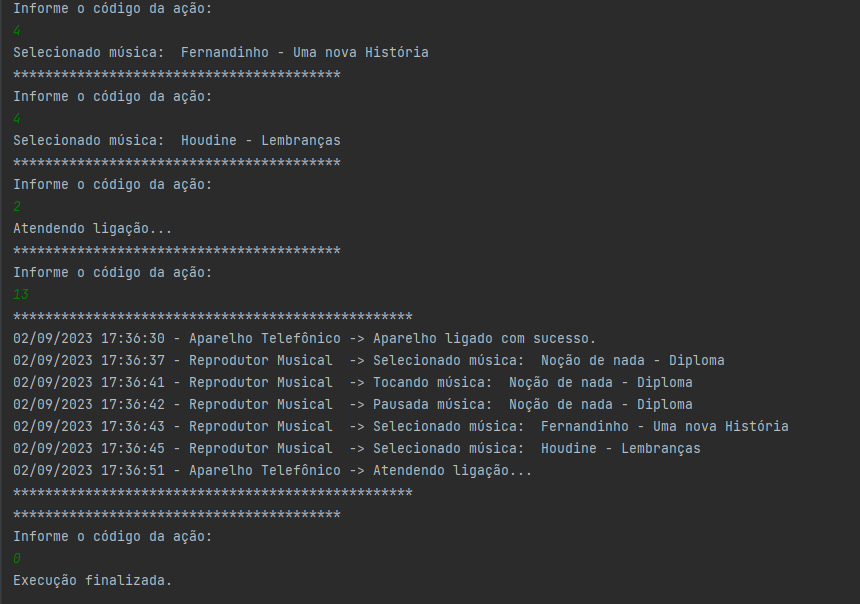 Informe o código da ação:
4
Selecionado música:  Fernandinho - Uma nova História
*****************************************
Informe o código da ação:
4
Selecionado música:  Houdine - Lembranças
*****************************************
Informe o código da ação:
2
Atendendo ligação...
*****************************************
Informe o código da ação:
13
**************************************************
02/09/2023 17:36:30 - Aparelho Telefônico -> Aparelho ligado com sucesso.
02/09/2023 17:36:37 - Reprodutor Musical  -> Selecionado música:  Noção de nada - Diploma
02/09/2023 17:36:41 - Reprodutor Musical  -> Tocando música:  Noção de nada - Diploma
02/09/2023 17:36:42 - Reprodutor Musical  -> Pausada música:  Noção de nada - Diploma
02/09/2023 17:36:43 - Reprodutor Musical  -> Selecionado música:  Fernandinho - Uma nova História
02/09/2023 17:36:45 - Reprodutor Musical  -> Selecionado música:  Houdine - Lembranças
02/09/2023 17:36:51 - Aparelho Telefônico -> Atendendo ligação...
**************************************************
*****************************************
Informe o código da ação:
0
Execução finalizada.